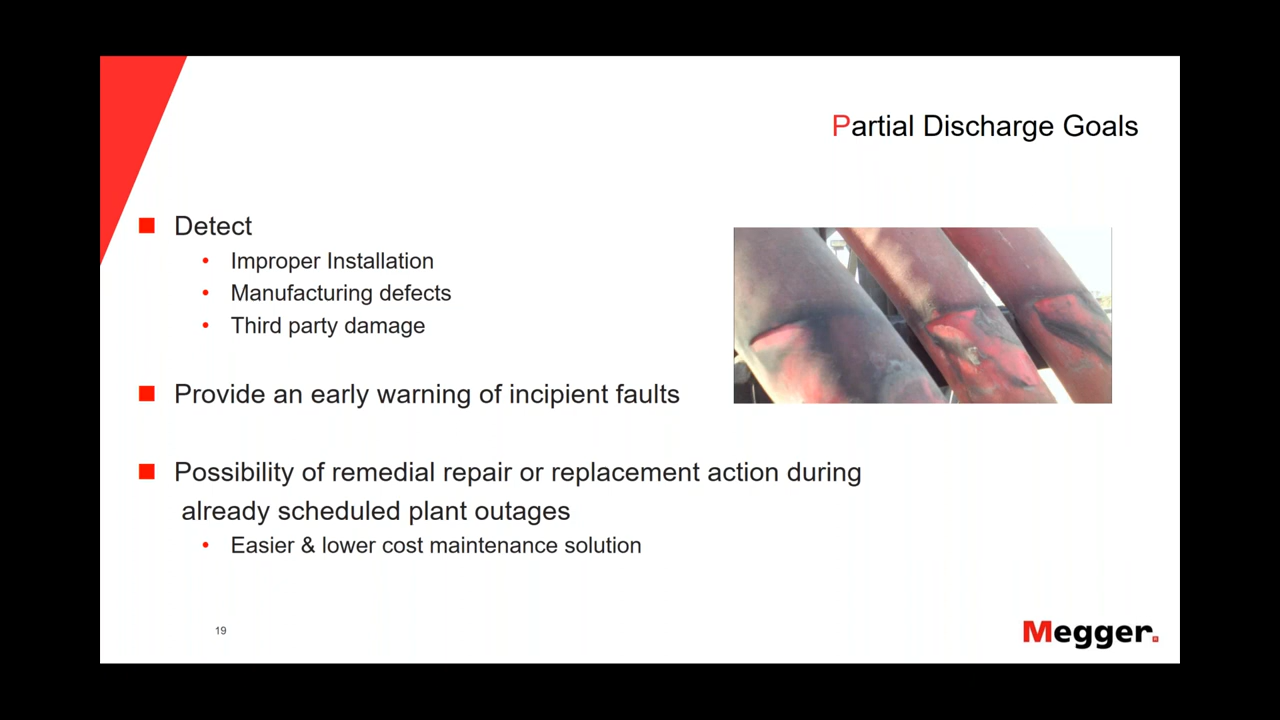 Partial Discharge Goals
Detect
Improper Installation
Manufacturing defects
Third party damage
Provide an early warning of incipient faults
Possibility of remedial repair or replacement action during
already scheduled plant outages
Easier & lower cost maintenance solution
19
Megger